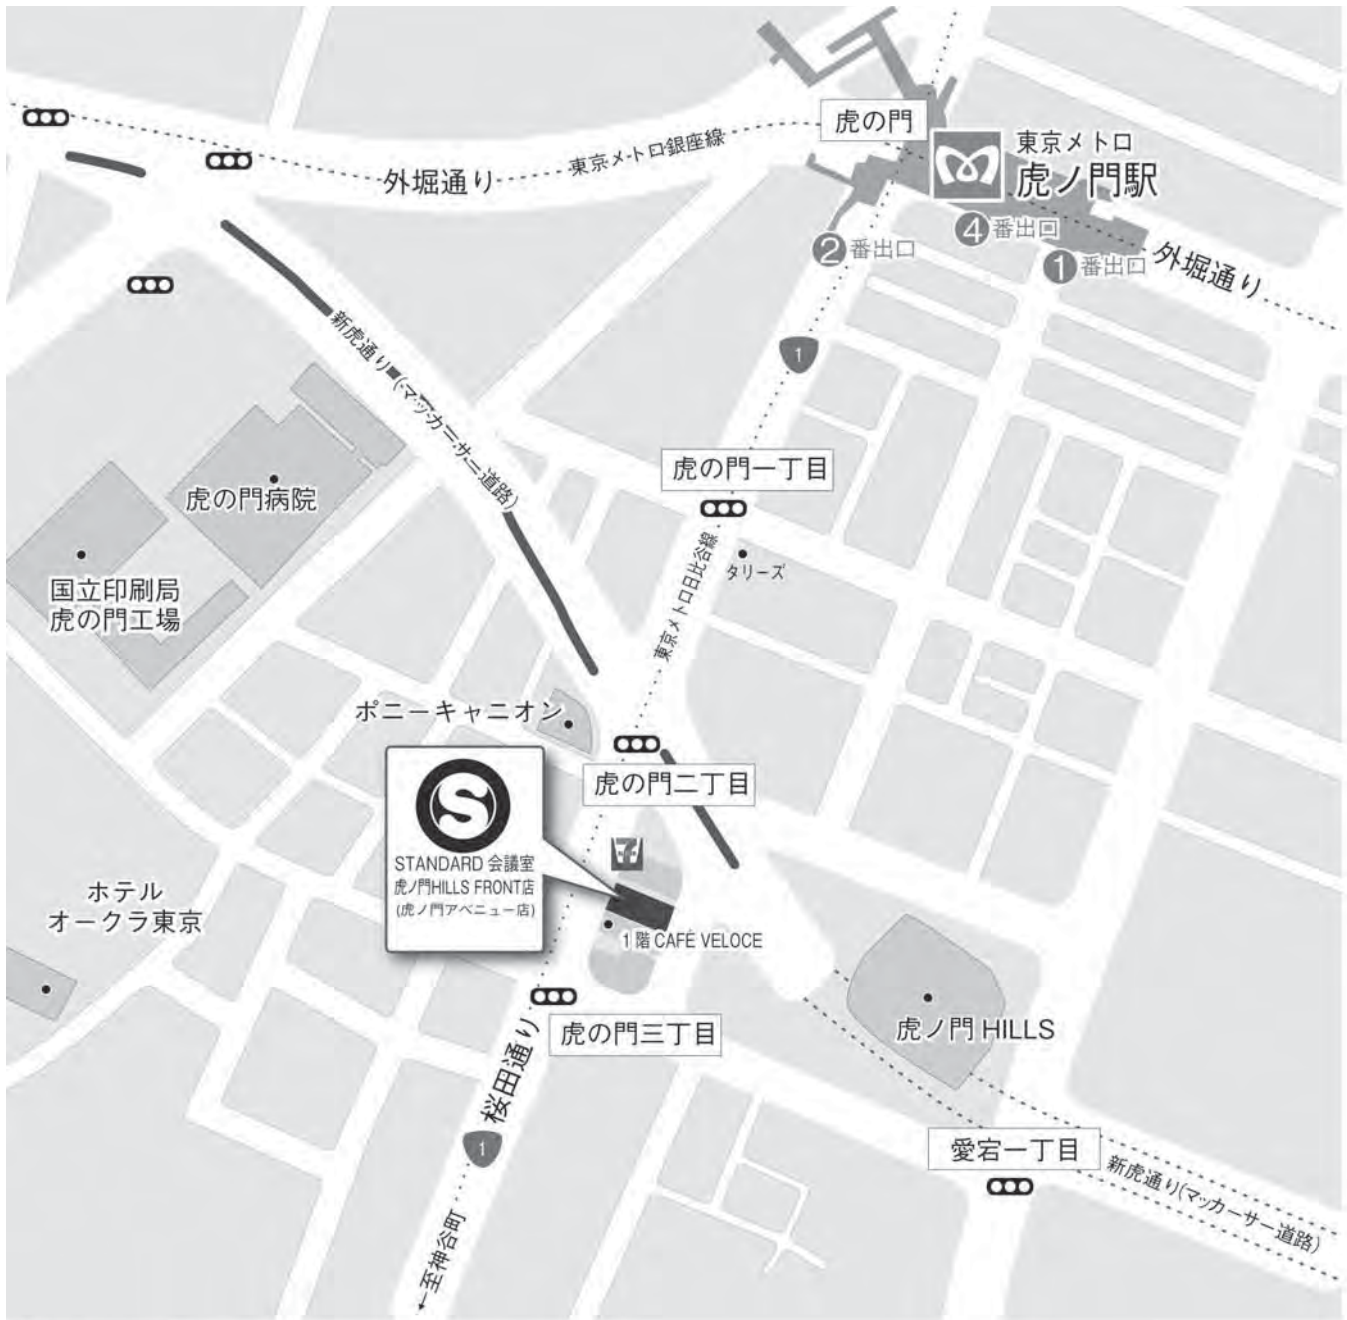 虎の門
東京メトロ
虎ノ門駅
東京メトロ銀座線
外堀通り
4番出口
2番出口
1番出口
外堀通り
1
新虎通り(マッカーサー道路)
虎の門一丁目
虎の門病院
タリーズ
国立印刷局
虎の門工場
東京メトロ日比谷線
ポニーキャニオン
虎の門二丁目
S
STANDARD 会議室
虎ノ門HILLS FRONT店
(虎ノ門アベニュー店)
7
ホテル
オークラ東京
1階 CAFÉ VELOCE
虎の門三丁目
虎ノ門 HILLS
桜田通り
1
愛宕一丁目
新虎通り(マッカーサー道路)
←至神谷町